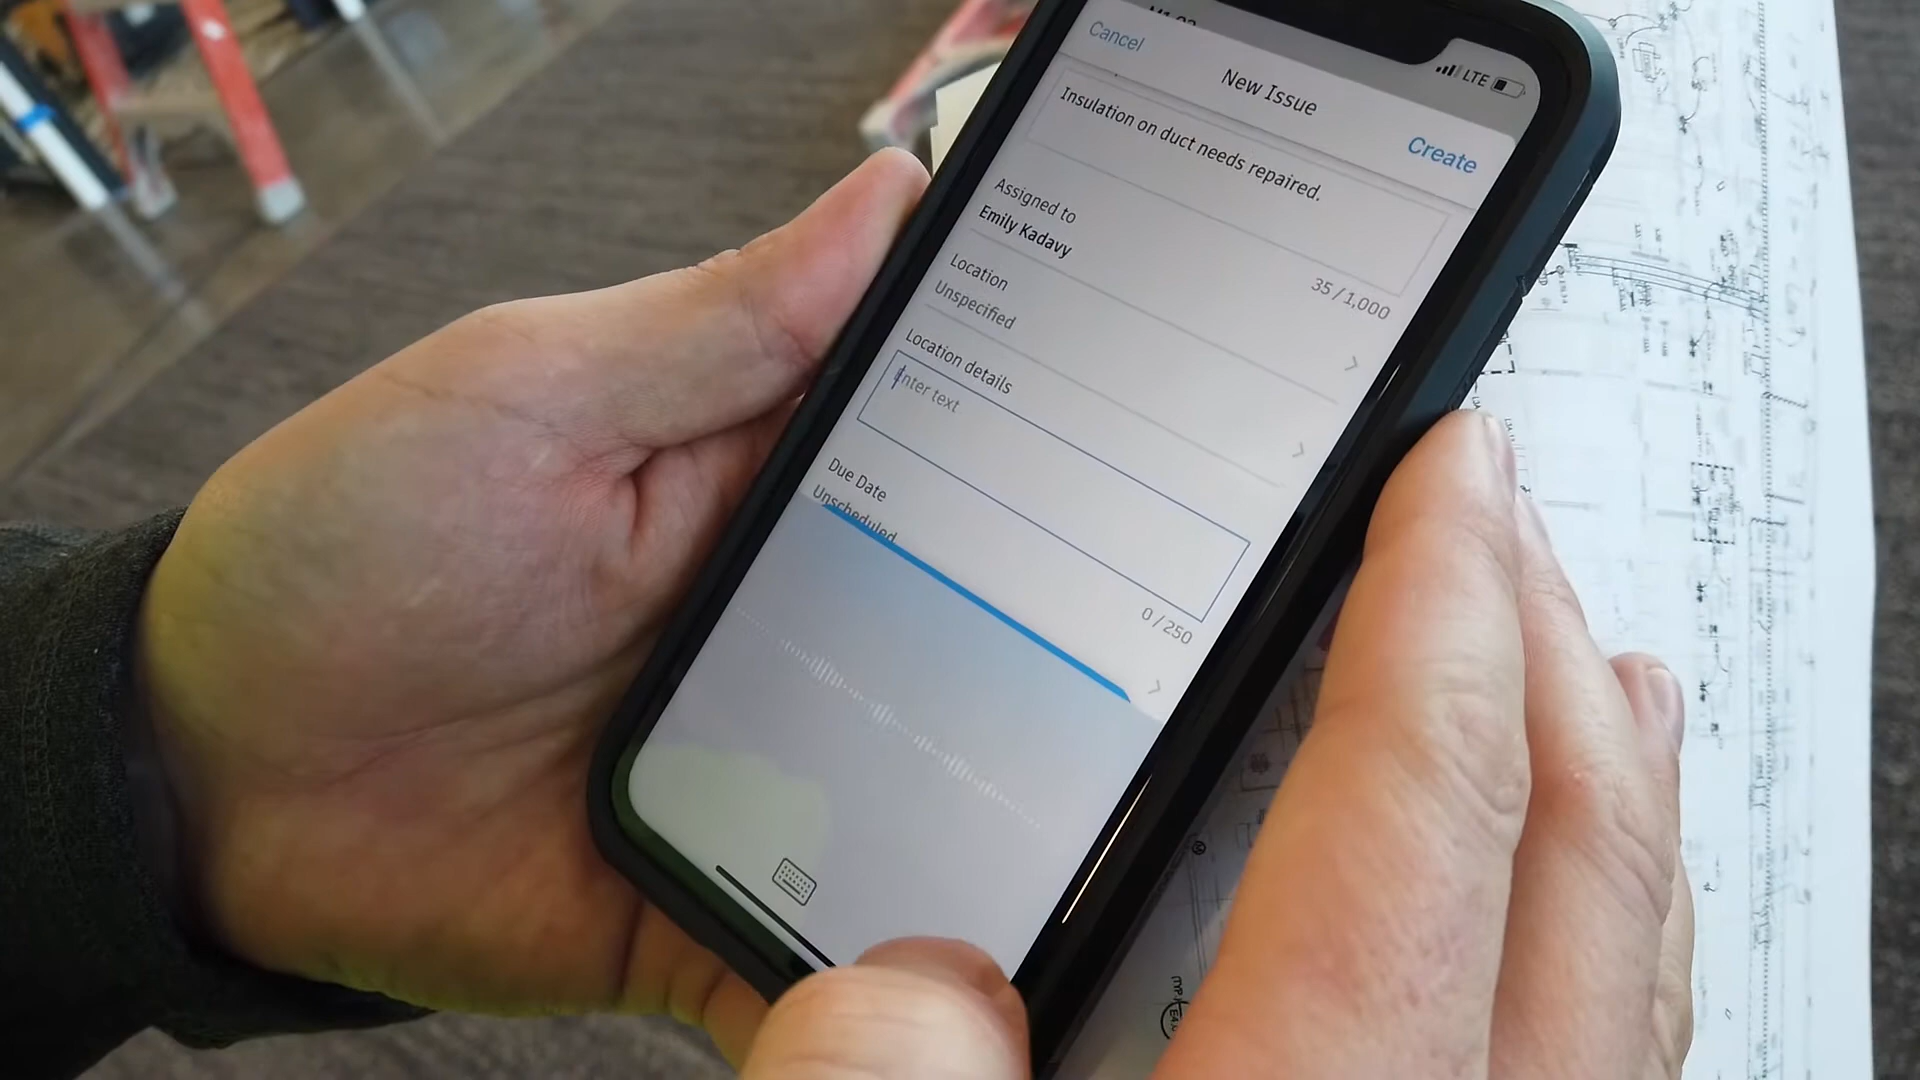 Cancel
LTE
New Issue
Create
Insulation on duct needs repaired.
35 / 1,000
Assigned to
Emily Kadavy
Location
Unspecified
Location details
Enter text
0 / 250
Due Date
Unscheduled